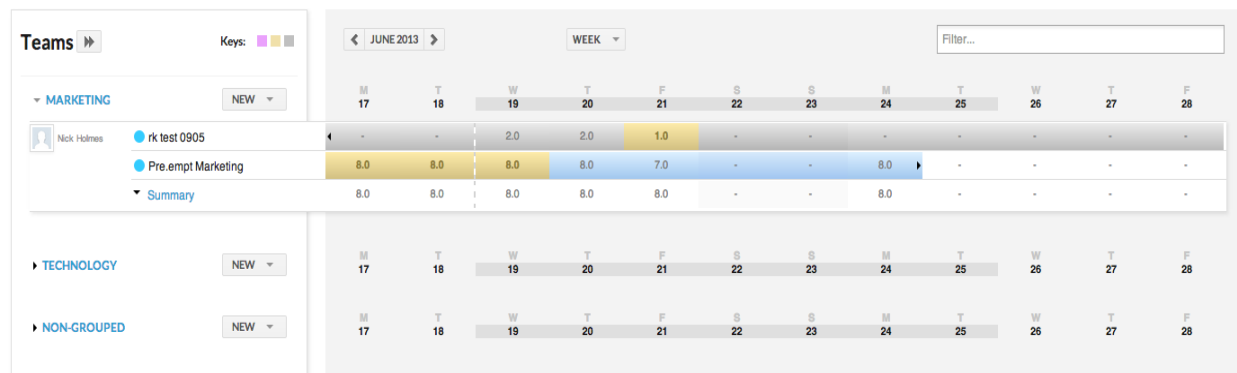 Teams Keys: JUNE 2013 WEEK Filter...
MARKETING NEW M T W T F S S M T W T F
17 18 19 20 21 22 23 24 25 26 27 28
Nick Holmes rk test 0905 - - 2.0 2.0 1.0 - - - - - - -
Pre.empt Marketing 8.0 8.0 8.0 8.0 7.0 - - 8.0 - - - -
Summary 8.0 8.0 8.0 8.0 8.0 - - 8.0 - - - -
TECHNOLOGY NEW M T W T F S S M T W T F
17 18 19 20 21 22 23 24 25 26 27 28
NON-GROUPED NEW M T W T F S S M T W T F
17 18 19 20 21 22 23 24 25 26 27 28